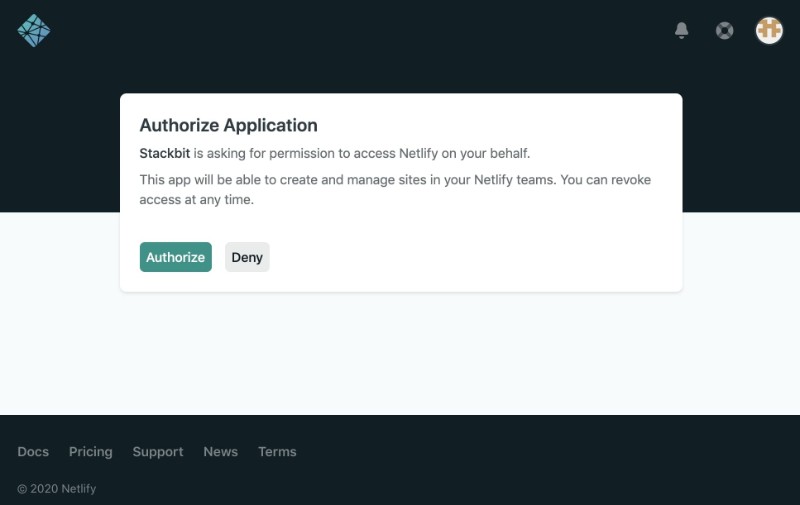 Authorize Application
Stackbit is asking for permission to access Netlify on your behalf.
This app will be able to create and manage sites in your Netlify teams. You can revoke
access at any time.
Authorize Deny
Docs Pricing Support News Terms
© 2020 Netlify